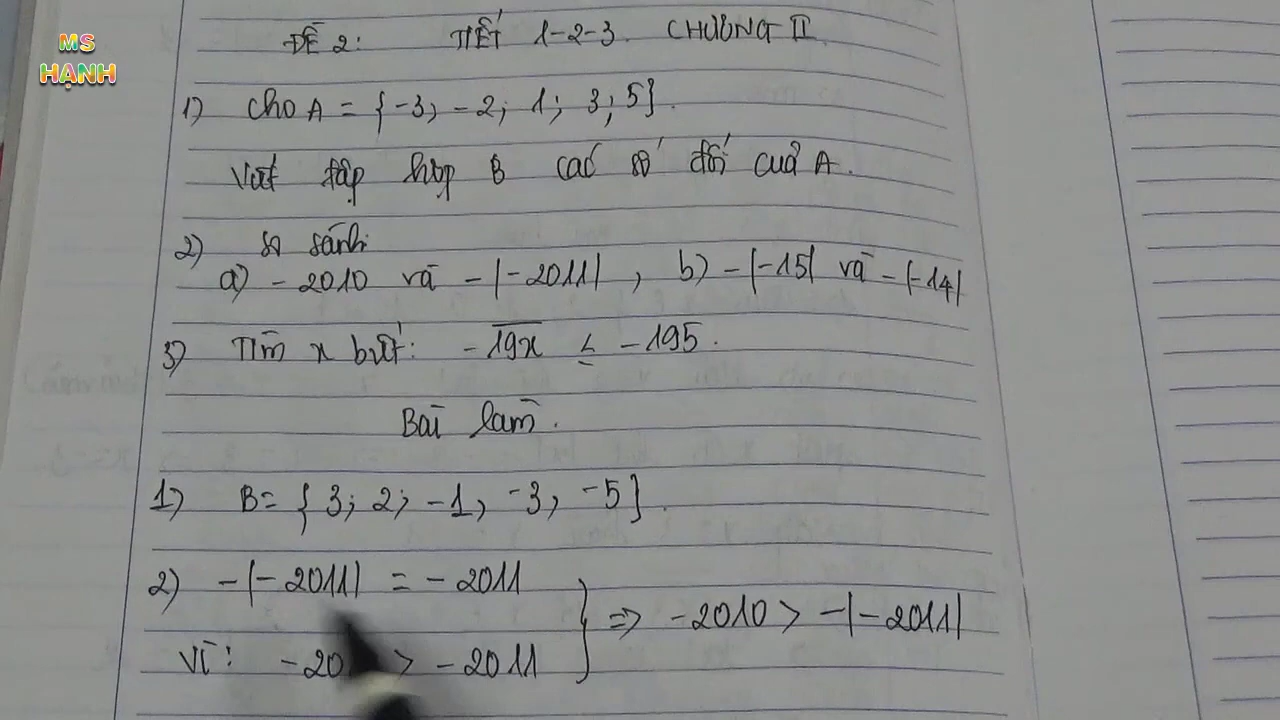 MS
HẠNH
ĐỀ 2: TIẾT 1-2-3. CHƯƠNG II
1) Cho A = {-3; -2; 1; 3; 5}.
Viết tập hợp B các số đối của A.
2) So sánh:
a) -2010 và -|-2011|, b) -|-15| và -|-14|
3) Tìm x biết: -\overline{19x} ≤ -195.
Bài làm.
1) B = {3; 2; -1; -3; -5}.
2) -|-2011| = -2011
Vì: > -2011 } => -2010 > -|-2011|